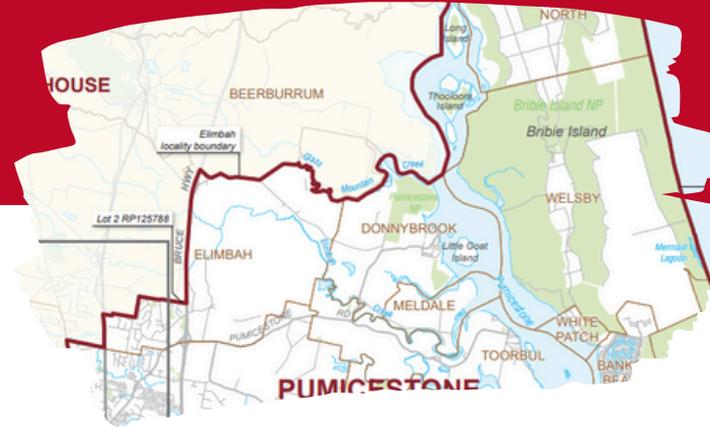 NORTH
Long
Island
HOUSE
BEERBURRUM
Thooloora
Island
Bribie Island NP
Bribie Island
Elimbah
locality boundary
Glass
Mountain
Creek
HWY
Pumicestone
NP
WELSBY
Lot 2 RP125788
DONNYBROOK
BRUCE
ELIMBAH
Little Goat
Island
Mermaid
Lagoon
Pumicestone
MELDALE
Creek
RD
PUMICESTONE
WHITE
PATCH
TOORBUL
BANK
PUMICESTONE